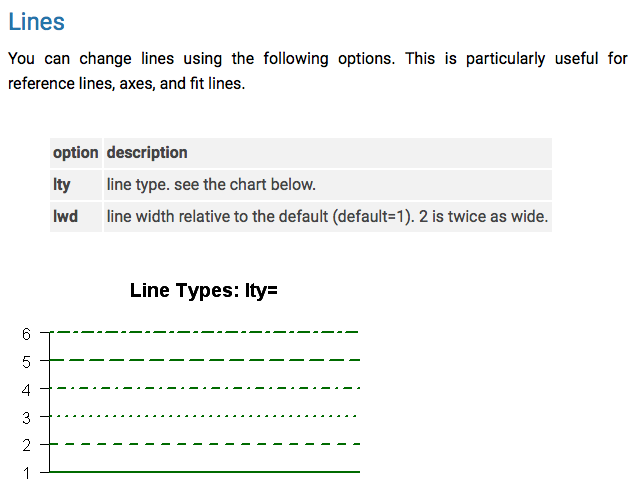 Lines
You can change lines using the following options. This is particularly useful for
reference lines, axes, and fit lines.
option description
lty line type. see the chart below.
lwd line width relative to the default (default=1). 2 is twice as wide.
Line Types: lty=
6
5
4
3
2
1